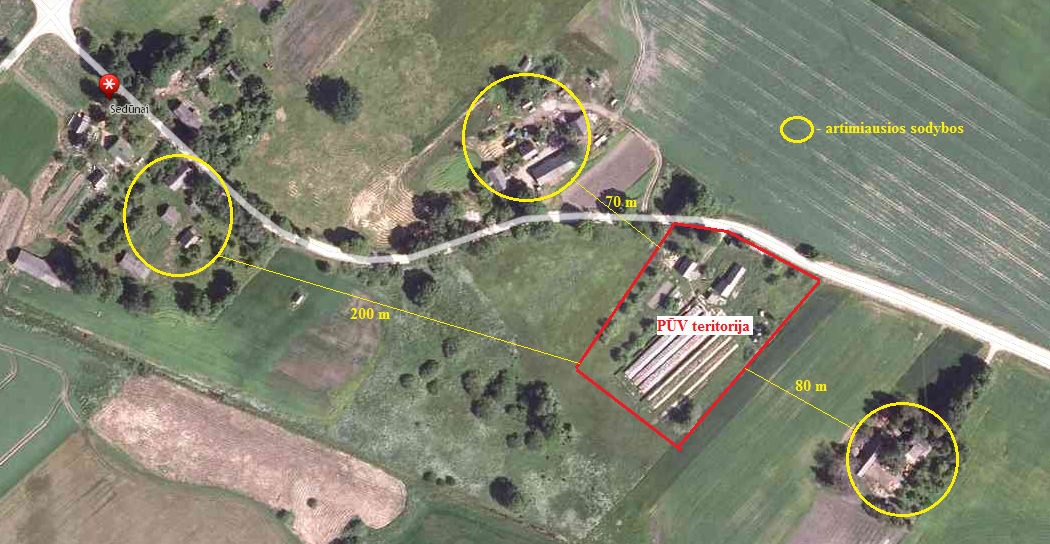 Sedūnai
- artimiausios sodybos
70 m
200 m
PŪV teritorija
80 m